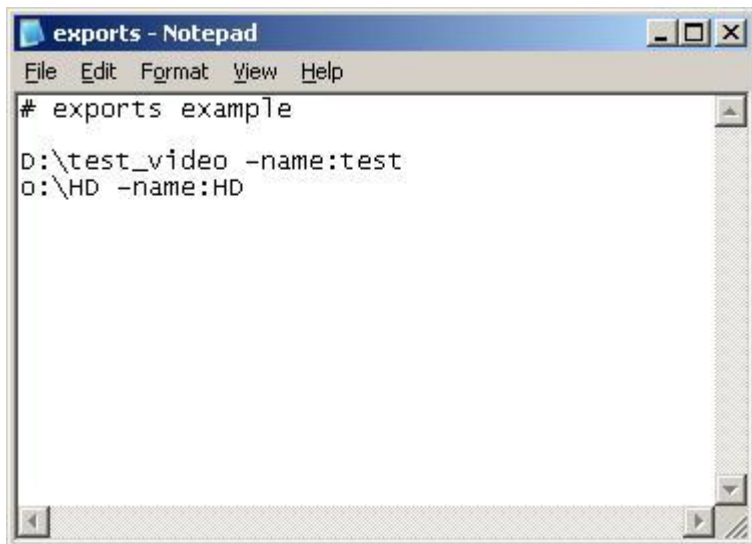 exports - Notepad
File Edit Format View Help
# exports example
D:\test_video -name:test
o:\HD -name:HD